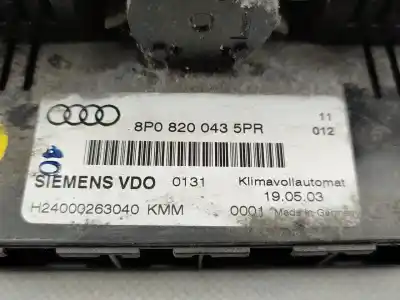 8P0 820 043 5PR
11
012
SIEMENS VDO 0131 Klimavollautomat
19.05.03
H24000263040 KMM 0001 Made in Germany